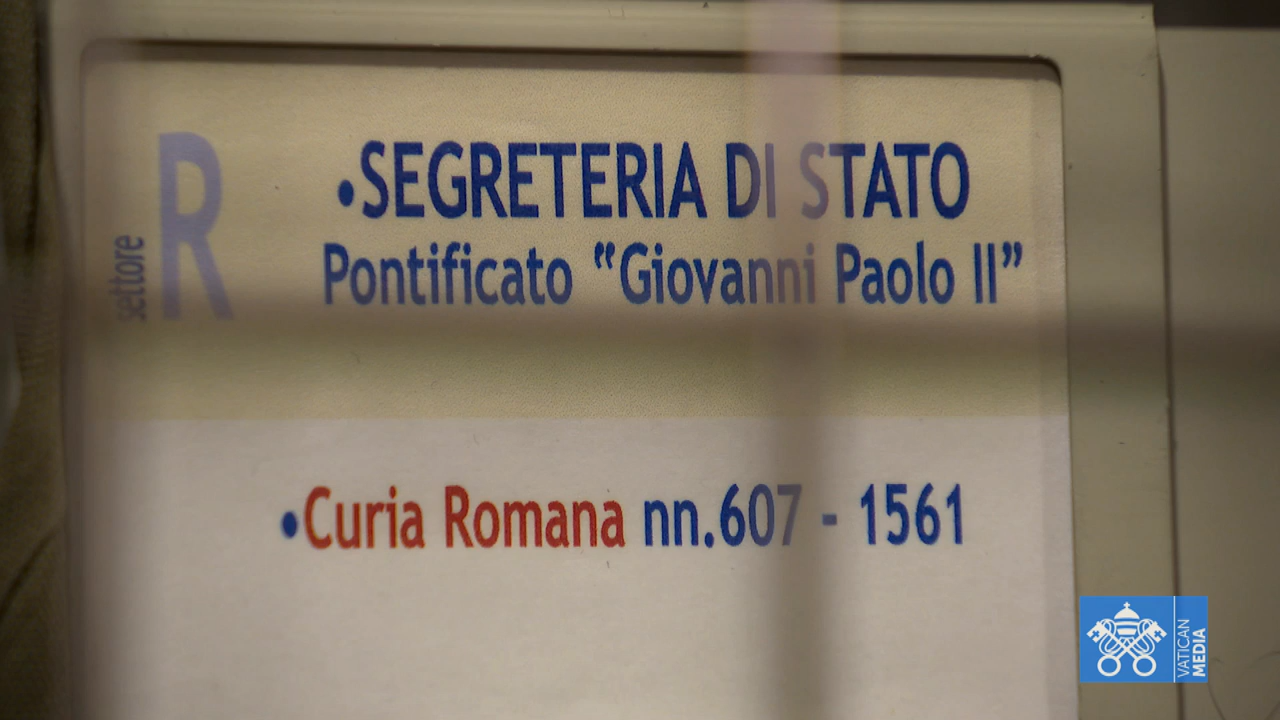 settore R
•SEGRETERIA DI STATO
Pontificato “Giovanni Paolo II”
•Curia Romana nn.607 - 1561
VATICAN
MEDIA